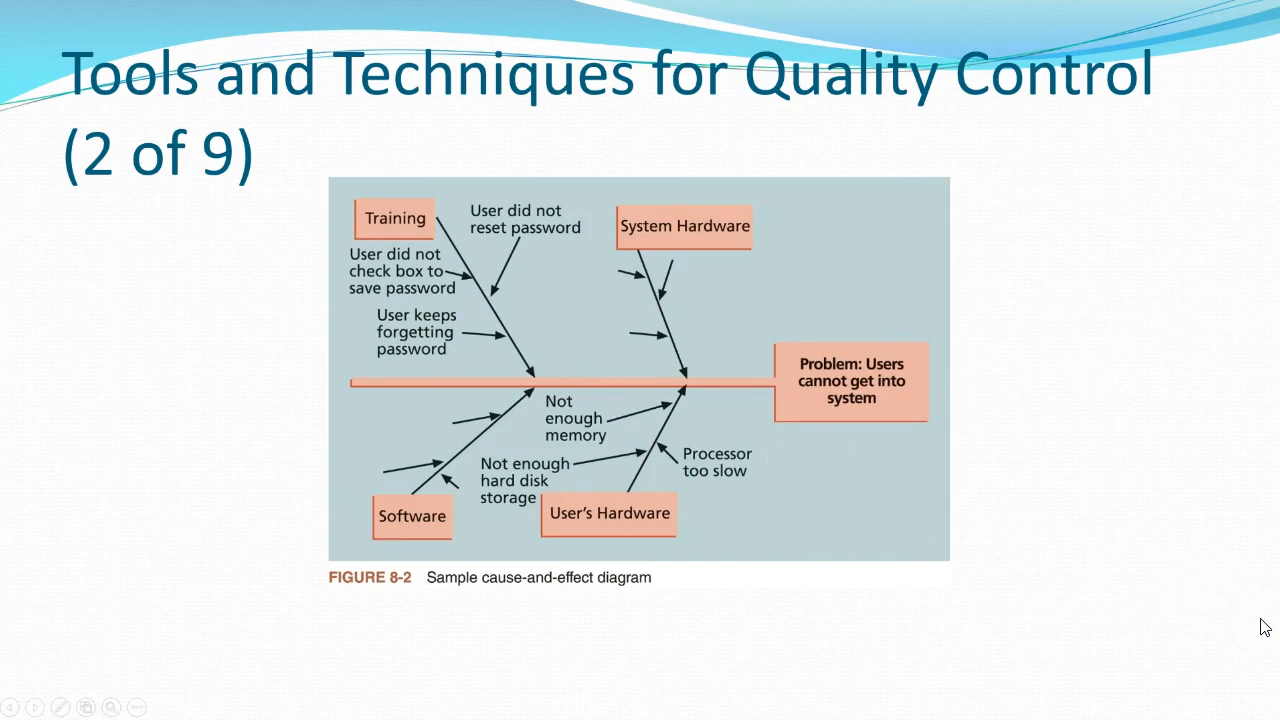 Tools and Techniques for Quality Control
(2 of 9)
Training
User did not
reset password
System Hardware
User did not
check box to
save password
User keeps
forgetting
password
Problem: Users
cannot get into
system
Not
enough
memory
Processor
too slow
Not enough
hard disk
storage
Software
User’s Hardware
FIGURE 8-2 Sample cause-and-effect diagram